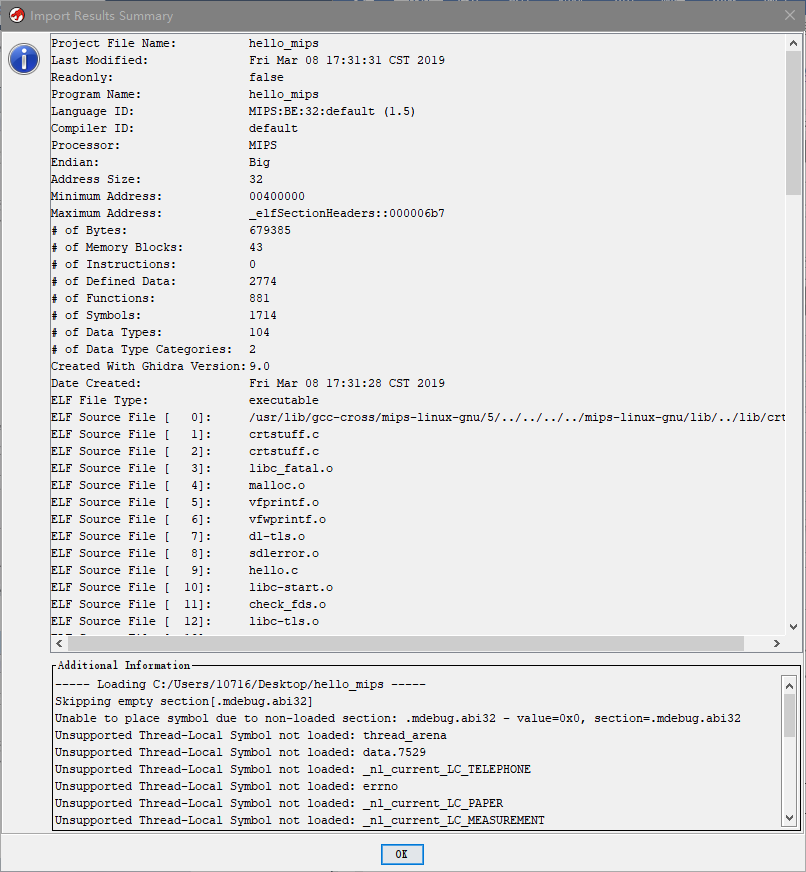 Import Results Summary
Project File Name: hello_mips
Last Modified: Fri Mar 08 17:31:31 CST 2019
Readonly: false
Program Name: hello_mips
Language ID: MIPS:BE:32:default (1.5)
Compiler ID: default
Processor: MIPS
Endian: Big
Address Size: 32
Minimum Address: 00400000
Maximum Address: _elfSectionHeaders::000006b7
# of Bytes: 679385
# of Memory Blocks: 43
# of Instructions: 0
# of Defined Data: 2774
# of Functions: 881
# of Symbols: 1714
# of Data Types: 104
# of Data Type Categories: 2
Created With Ghidra Version: 9.0
Date Created: Fri Mar 08 17:31:28 CST 2019
ELF File Type: executable
ELF Source File [ 0]: /usr/lib/gcc-cross/mips-linux-gnu/5/../../../../mips-linux-gnu/lib/../lib/crt
ELF Source File [ 1]: crtstuff.c
ELF Source File [ 2]: crtstuff.c
ELF Source File [ 3]: libc_fatal.o
ELF Source File [ 4]: malloc.o
ELF Source File [ 5]: vfprintf.o
ELF Source File [ 6]: vfwprintf.o
ELF Source File [ 7]: dl-tls.o
ELF Source File [ 8]: sdlerror.o
ELF Source File [ 9]: hello.c
ELF Source File [ 10]: libc-start.o
ELF Source File [ 11]: check_fds.o
ELF Source File [ 12]: libc-tls.o
Additional Information
----- Loading C:/Users/10716/Desktop/hello_mips -----
Skipping empty section[.mdebug.abi32]
Unable to place symbol due to non-loaded section: .mdebug.abi32 - value=0x0, section=.mdebug.abi32
Unsupported Thread-Local Symbol not loaded: thread_arena
Unsupported Thread-Local Symbol not loaded: data.7529
Unsupported Thread-Local Symbol not loaded: _nl_current_LC_TELEPHONE
Unsupported Thread-Local Symbol not loaded: errno
Unsupported Thread-Local Symbol not loaded: _nl_current_LC_PAPER
Unsupported Thread-Local Symbol not loaded: _nl_current_LC_MEASUREMENT
OK